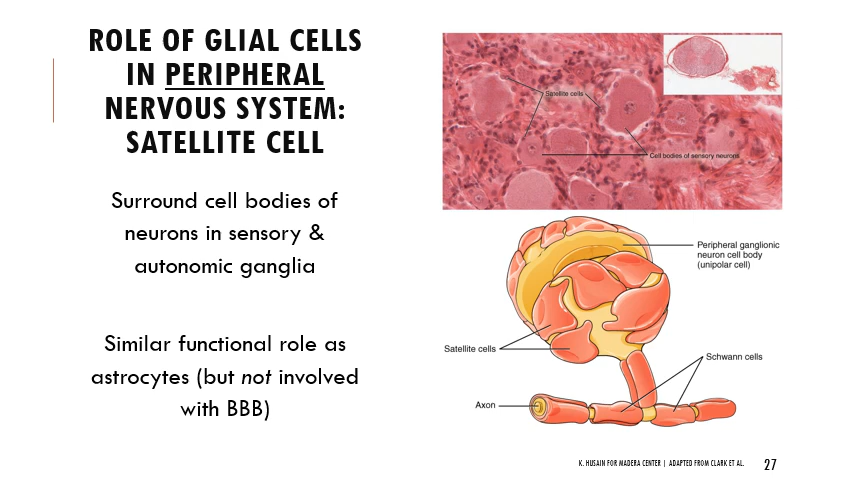 ROLE OF GLIAL CELLS
IN PERIPHERAL
NERVOUS SYSTEM:
SATELLITE CELL
Surround cell bodies of
neurons in sensory &
autonomic ganglia
Similar functional role as
astrocytes (but not involved
with BBB)
Satellite cells
Cell bodies of sensory neurons
Peripheral ganglionic
neuron cell body
(unipolar cell)
Satellite cells
Schwann cells
Axon
K. HUSAIN FOR MADERA CENTER | ADAPTED FROM CLARK ET AL.
27